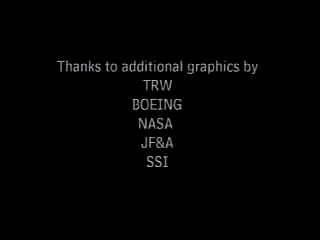 Thanks to additional graphics by
TRW
BOEING
NASA
JF&A
SSI